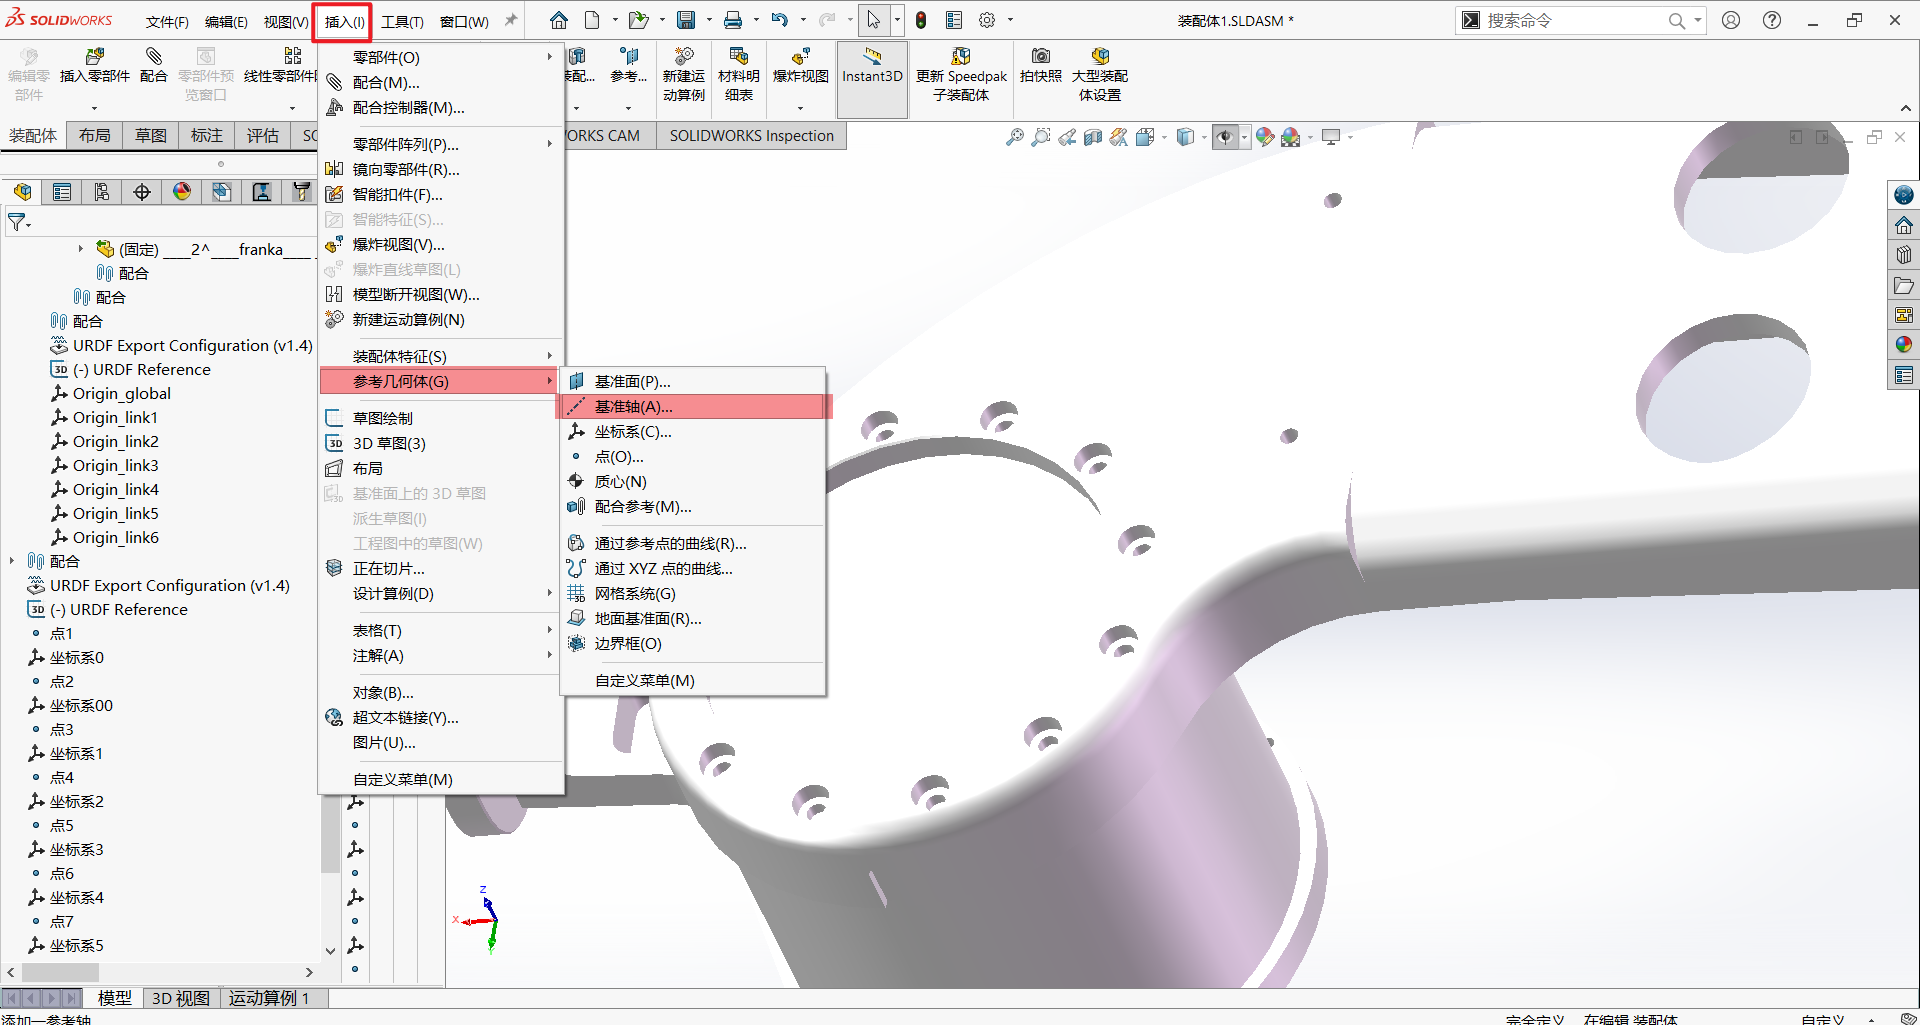 SOLIDWORKS 文件(F) 编辑(E) 视图(V) 插入(I) 工具(T) 窗口(W) 装配体1.SLDASM * 搜索命令
编辑零部件 插入零部件 配合 零部件预览窗口 线性零部件 装配... 参考... 新建运动算例 材料明细表 爆炸视图 Instant3D 更新 Speedpak 子装配体 拍快照 大型装配体设置
装配体 布局 草图 标注 评估 SO ORKS CAM SOLIDWORKS Inspection
(固定) ____2^____franka____
配合
配合
配合
URDF Export Configuration (v1.4)
3D (-) URDF Reference
Origin_global
Origin_link1
Origin_link2
Origin_link3
Origin_link4
Origin_link5
Origin_link6
配合
URDF Export Configuration (v1.4)
3D (-) URDF Reference
点1
坐标系0
点2
坐标系00
点3
坐标系1
点4
坐标系2
点5
坐标系3
点6
坐标系4
点7
坐标系5
零部件(O)
配合(M)...
配合控制器(M)...
零部件阵列(P)...
镜向零部件(R)...
智能扣件(F)...
智能特征(S)...
爆炸视图(V)...
爆炸直线草图(L)
模型断开视图(W)...
新建运动算例(N)
装配体特征(S)
参考几何体(G)
草图绘制
3D 3D 草图(3)
布局
基准面上的 3D 草图
派生草图(I)
工程图中的草图(W)
正在切片...
设计算例(D)
表格(T)
注解(A)
对象(B)...
超文本链接(Y)...
图片(U)...
自定义菜单(M)
基准面(P)...
基准轴(A)...
坐标系(C)...
点(O)...
质心(N)
配合参考(M)...
通过参考点的曲线(R)...
通过 XYZ 点的曲线...
网格系统(G)
地面基准面(R)...
边界框(O)
自定义菜单(M)
Z
X
Y
模型 3D 视图 运动算例 1
添加一参考轴 完全定义 在编辑 装配体 自定义